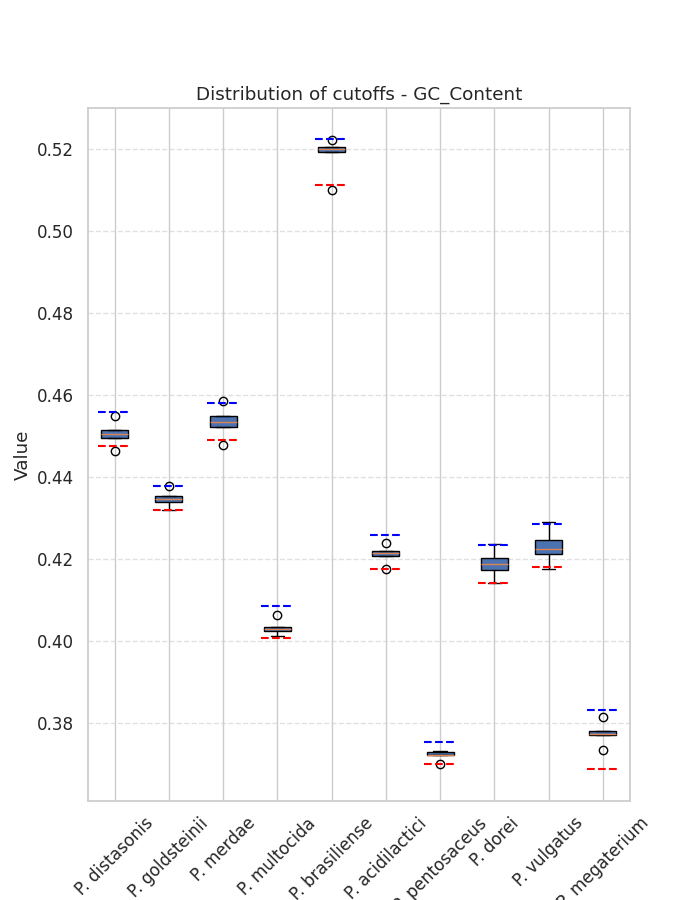 Distribution of cutoffs - GC_Content
Value
0.52
0.50
0.48
0.46
0.44
0.42
0.40
0.38
P. distasonis
P. goldsteinii
P. merdae
P. multocida
P. brasiliense
P. acidilactici
P. pentosaceus
P. dorei
P. vulgatus
P. megaterium